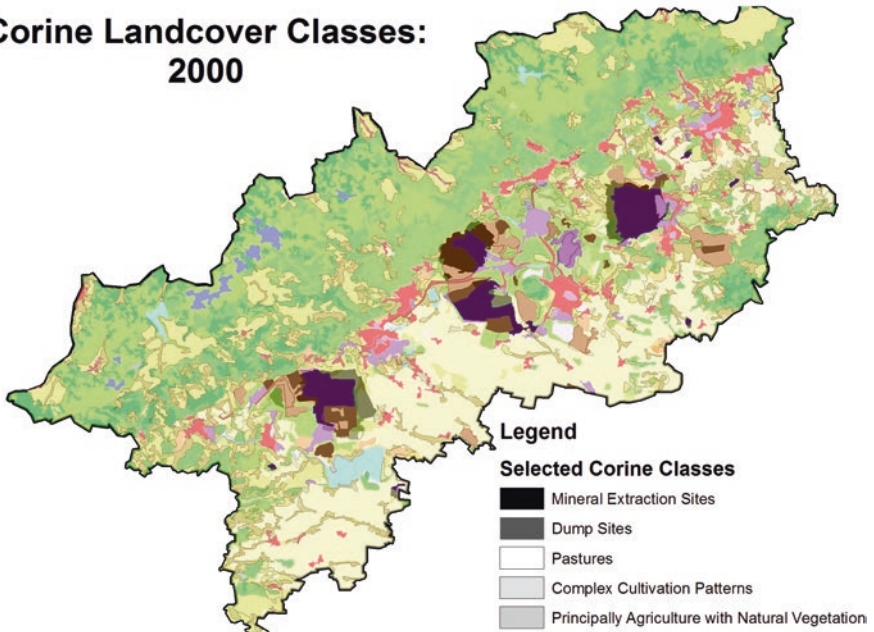 Corine Landcover Classes:
2000
Legend
Selected Corine Classes
Mineral Extraction Sites
Dump Sites
Pastures
Complex Cultivation Patterns
Principally Agriculture with Natural Vegetation